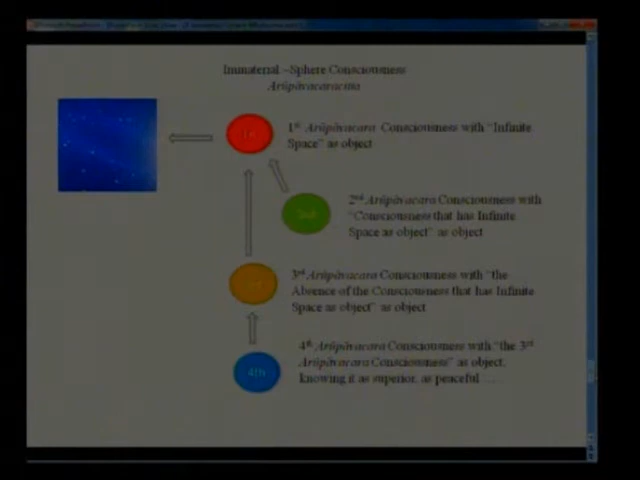 Immaterial –Sphere Consciousness
Arūpāvacaracitta
1st Arūpāvacara Consciousness with "Infinite
Space" as object
2nd
2nd Arūpāvacara Consciousness with
"Consciousness that has Infinite
Space as object" as object
3rd Arūpāvacara Consciousness with "the
Absence of the Consciousness that has Infinite
Space as object" as object
4th
4th Arūpāvacara Consciousness with "the 3rd
Arūpāvacara Consciousness" as object,
knowing it as superior, as peaceful ....